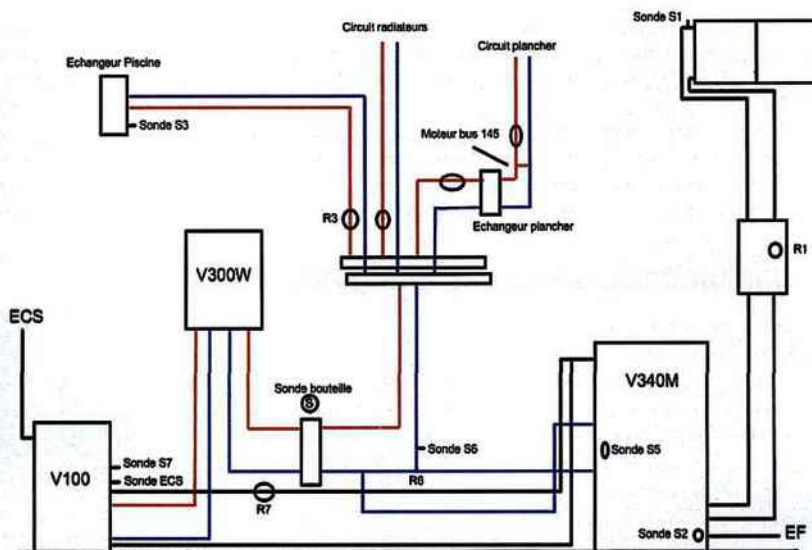 Sonde S1
Circuit radiateurs
Circuit plancher
Echangeur Piscine
Sonde S3
Moteur bus 145
R3
Echangeur plancher
R1
V300W
ECS
Sonde bouteille
S
V340M
Sonde S7
Sonde ECS
V100
Sonde S6
Sonde S5
R6
R7
Sonde S2
EF